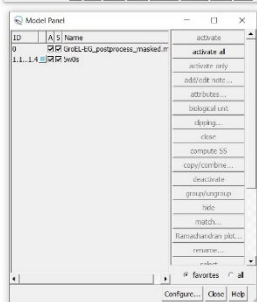 Model Panel
ID A S Name
0 GroEL-EG_postprocess_masked.m
1.1...1.4 5w0s
activate
activate all
activate only
add/edit note...
attributes...
biological unit
clipping...
close
compute SS
copy/combine...
deactivate
group/ungroup
hide
match...
Ramachandran plot...
rename...
favorites all
Configure... Close Help